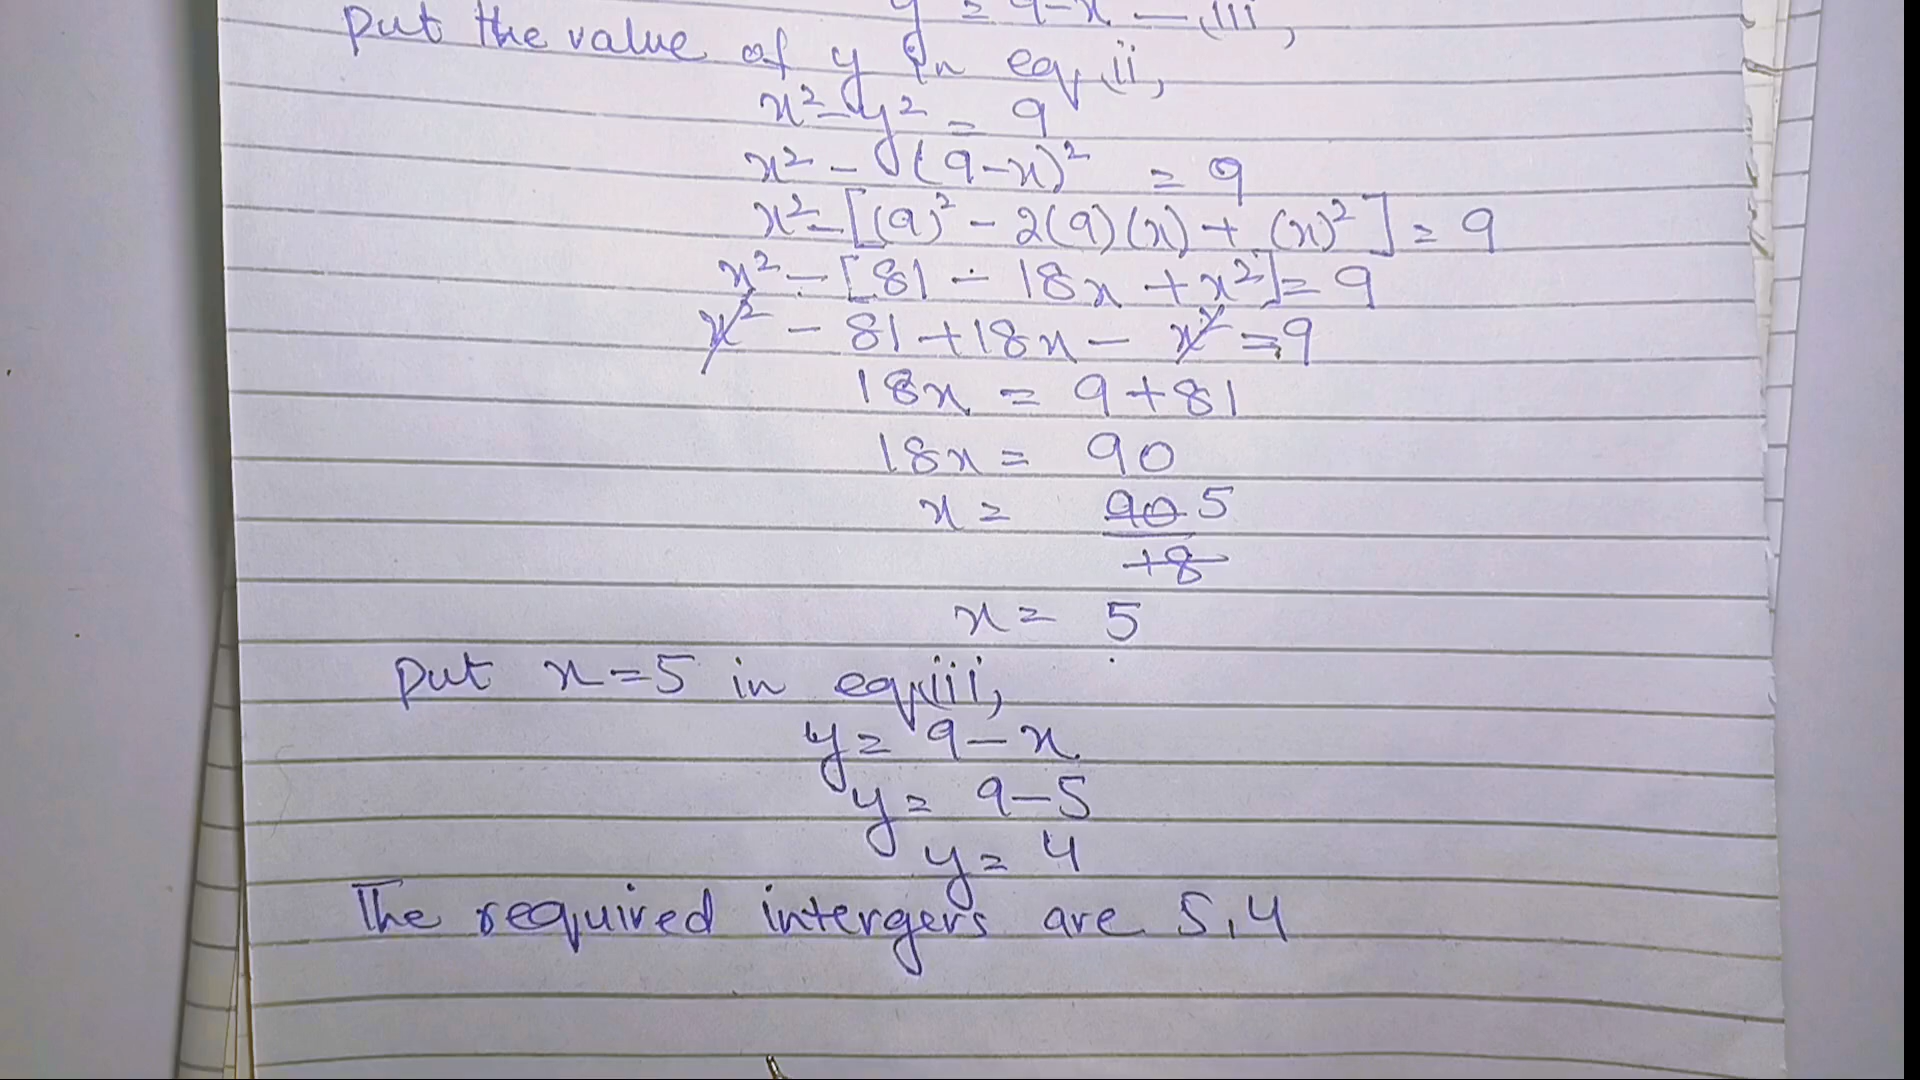 y = 9-x — iii,
Put the value of y in eq ii,
x² - y² = 9
x² - (9-x)² = 9
x² - [(9)² - 2(9)(x) + (x)²] = 9
x² - [81 - 18x + x²] = 9
x² - 81 + 18x - x² = 9
18x = 9+81
18x = 90
x = 90 5
18
x = 5
Put x=5 in eq iii,
y = 9-x
y = 9-5
y = 4
The required intergers are 5,4